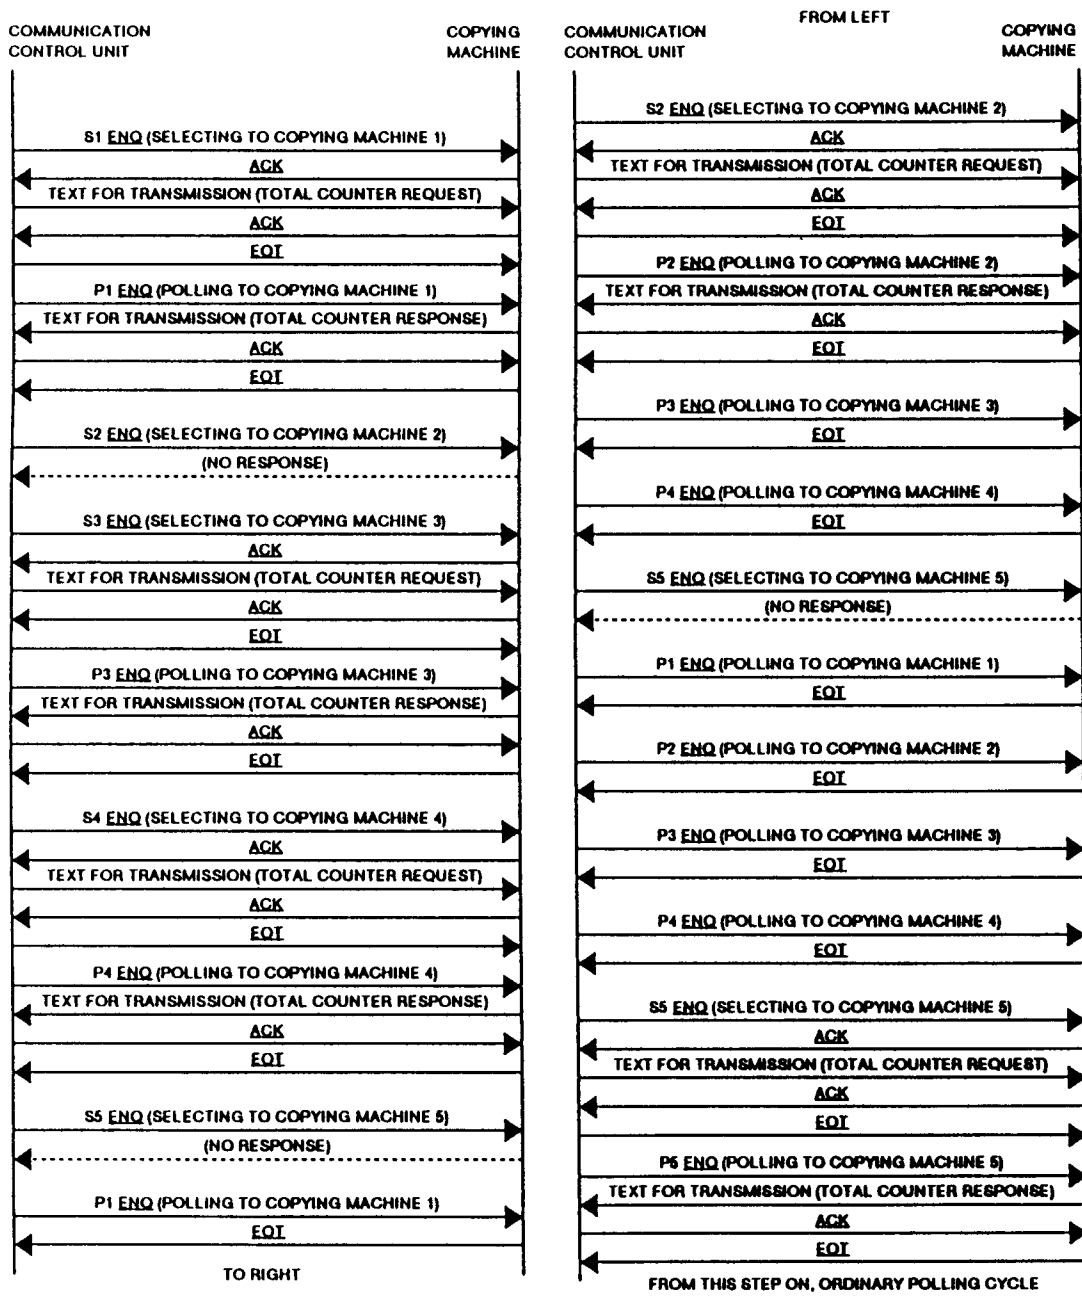 COMMUNICATION
CONTROL UNIT
COPYING
MACHINE
S1 ENQ (SELECTING TO COPYING MACHINE 1)
ACK
TEXT FOR TRANSMISSION (TOTAL COUNTER REQUEST)
ACK
EOT
P1 ENQ (POLLING TO COPYING MACHINE 1)
TEXT FOR TRANSMISSION (TOTAL COUNTER RESPONSE)
ACK
EOT
S2 ENQ (SELECTING TO COPYING MACHINE 2)
(NO RESPONSE)
S3 ENQ (SELECTING TO COPYING MACHINE 3)
ACK
TEXT FOR TRANSMISSION (TOTAL COUNTER REQUEST)
ACK
EOT
P3 ENQ (POLLING TO COPYING MACHINE 3)
TEXT FOR TRANSMISSION (TOTAL COUNTER RESPONSE)
ACK
EOT
S4 ENQ (SELECTING TO COPYING MACHINE 4)
ACK
TEXT FOR TRANSMISSION (TOTAL COUNTER REQUEST)
ACK
EOT
P4 ENQ (POLLING TO COPYING MACHINE 4)
TEXT FOR TRANSMISSION (TOTAL COUNTER RESPONSE)
ACK
EOT
S5 ENQ (SELECTING TO COPYING MACHINE 5)
(NO RESPONSE)
P1 ENQ (POLLING TO COPYING MACHINE 1)
EOT
TO RIGHT
FROM LEFT
COMMUNICATION
CONTROL UNIT
COPYING
MACHINE
S2 ENQ (SELECTING TO COPYING MACHINE 2)
ACK
TEXT FOR TRANSMISSION (TOTAL COUNTER REQUEST)
ACK
EOT
P2 ENQ (POLLING TO COPYING MACHINE 2)
TEXT FOR TRANSMISSION (TOTAL COUNTER RESPONSE)
ACK
EOT
P3 ENQ (POLLING TO COPYING MACHINE 3)
EOT
P4 ENQ (POLLING TO COPYING MACHINE 4)
EOT
S5 ENQ (SELECTING TO COPYING MACHINE 5)
(NO RESPONSE)
P1 ENQ (POLLING TO COPYING MACHINE 1)
EOT
P2 ENQ (POLLING TO COPYING MACHINE 2)
EOT
P3 ENQ (POLLING TO COPYING MACHINE 3)
EOT
P4 ENQ (POLLING TO COPYING MACHINE 4)
EOT
S5 ENQ (SELECTING TO COPYING MACHINE 5)
ACK
TEXT FOR TRANSMISSION (TOTAL COUNTER REQUEST)
ACK
EOT
P5 ENQ (POLLING TO COPYING MACHINE 5)
TEXT FOR TRANSMISSION (TOTAL COUNTER RESPONSE)
ACK
EOT
FROM THIS STEP ON, ORDINARY POLLING CYCLE